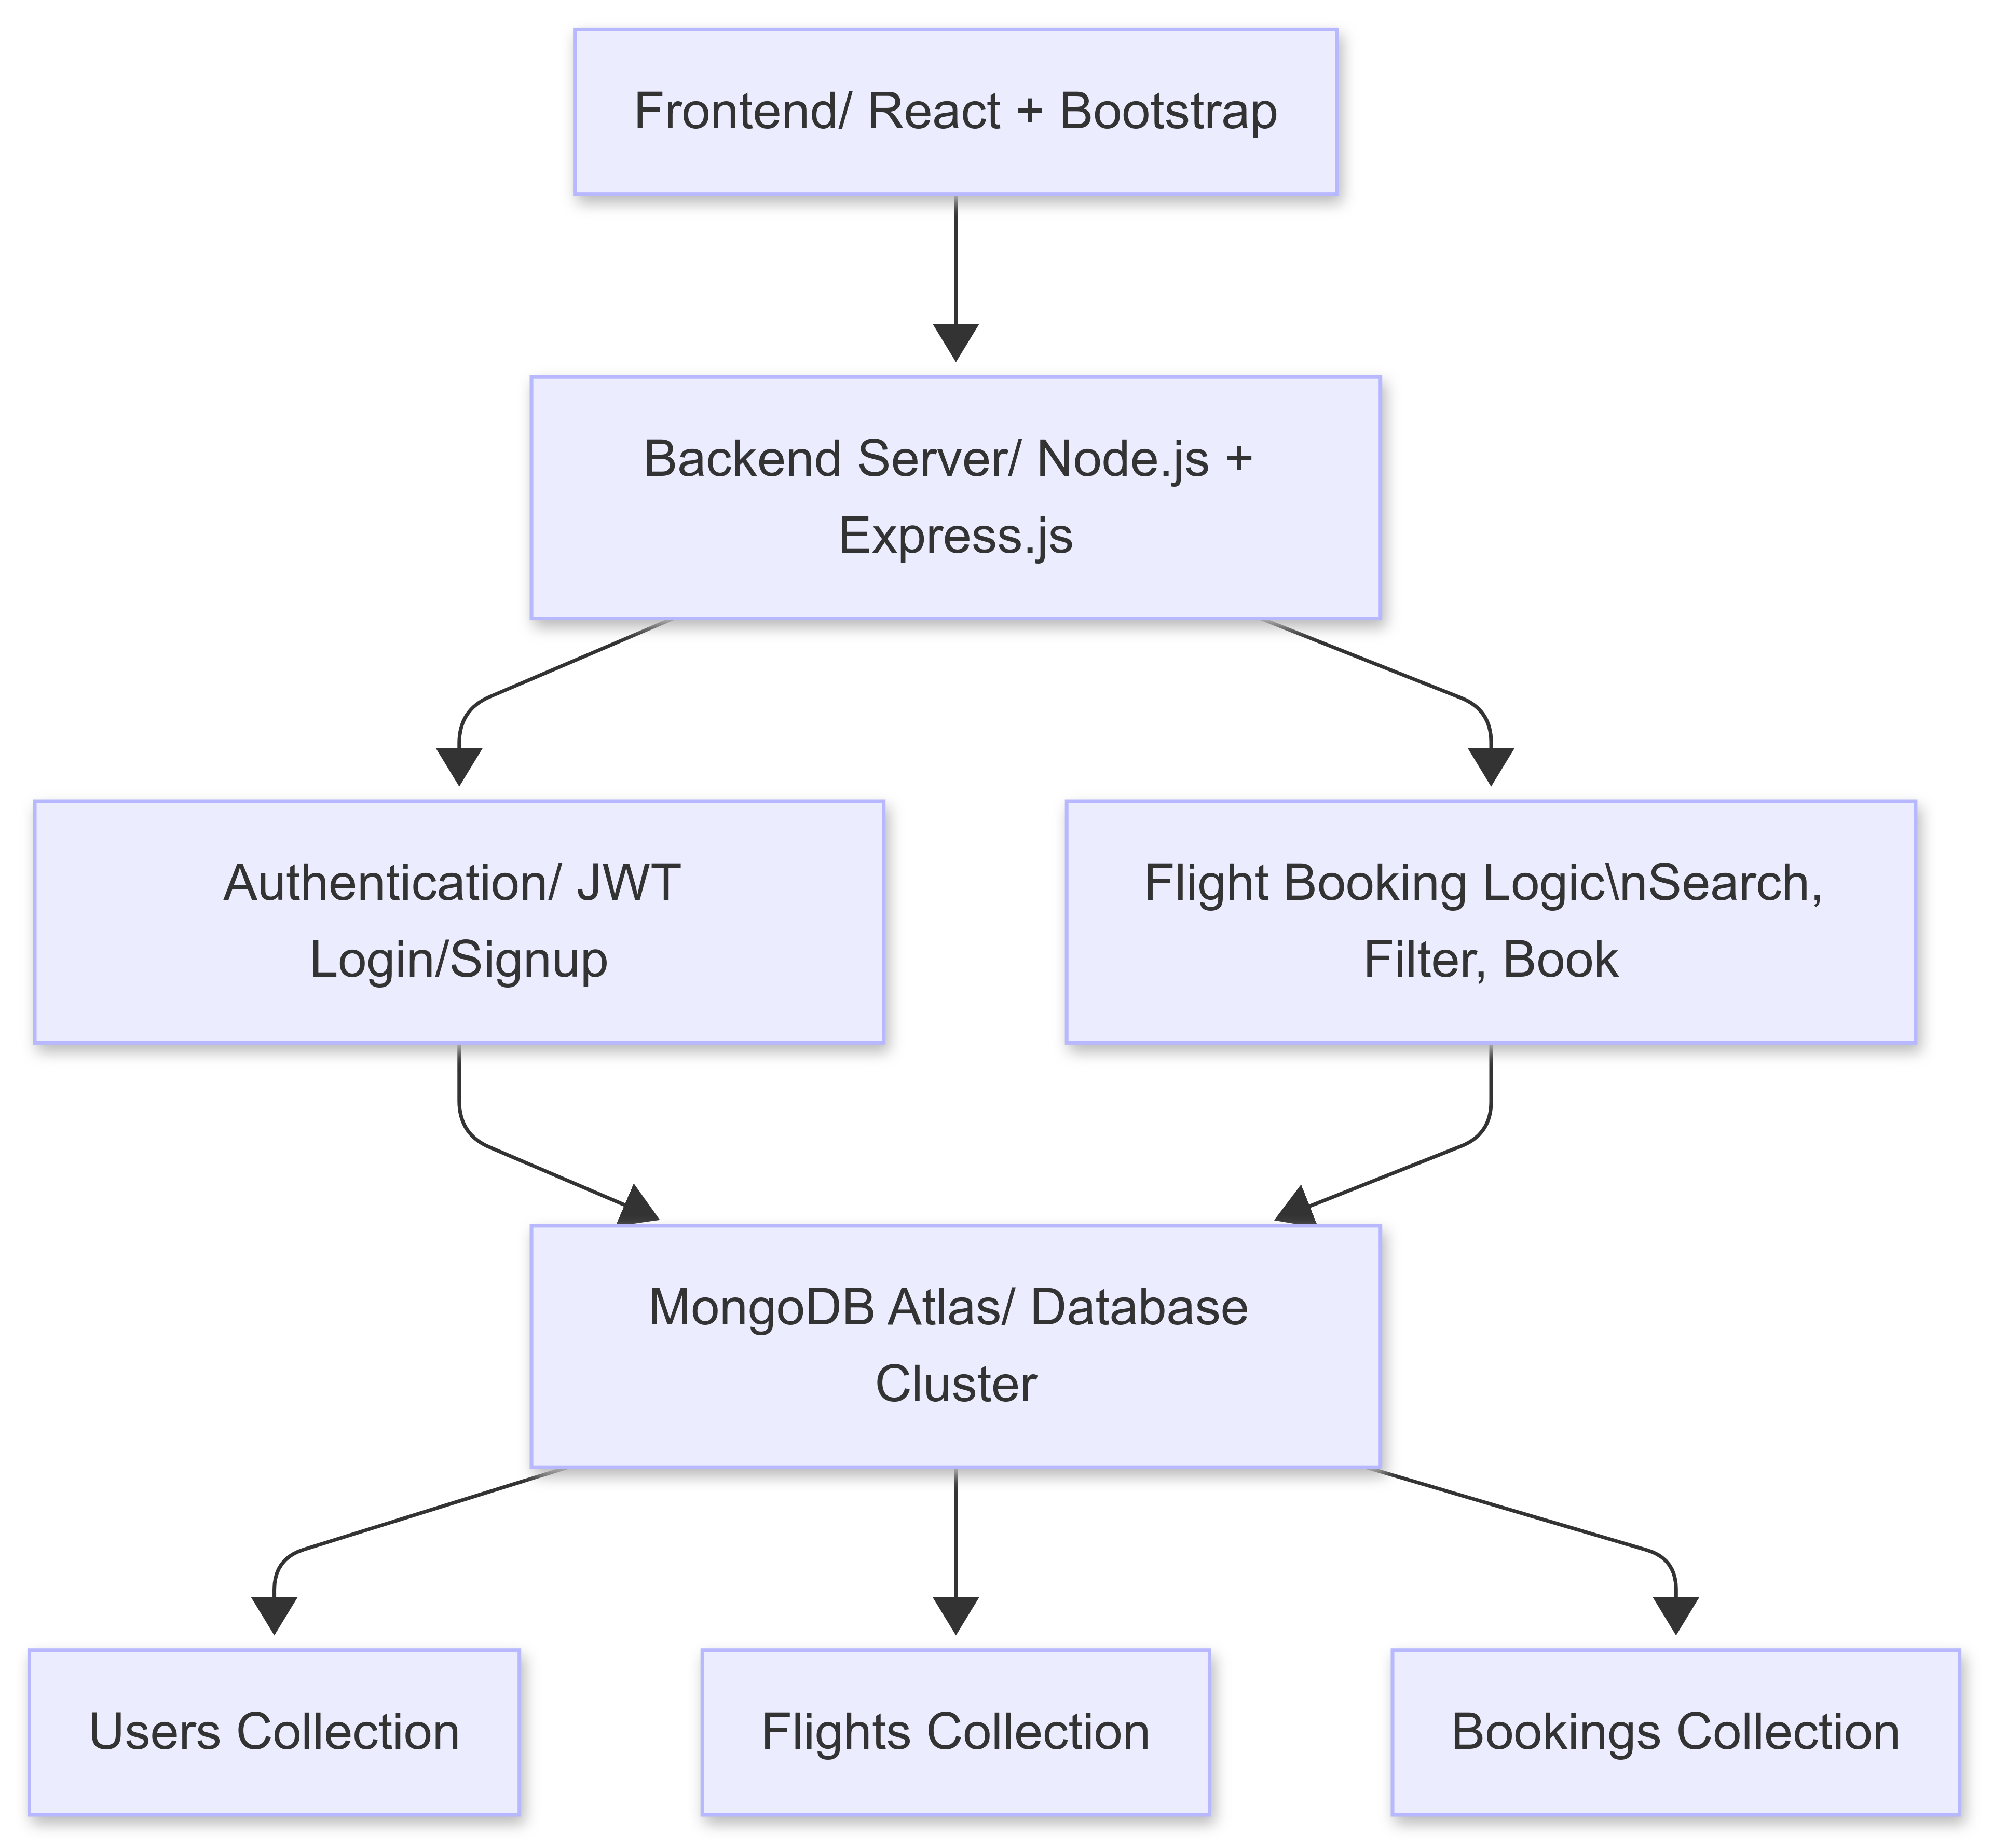 Frontend/ React + Bootstrap
Backend Server/ Node.js +
Express.js
Authentication/ JWT
Login/Signup
Flight Booking Logic\nSearch,
Filter, Book
MongoDB Atlas/ Database
Cluster
Users Collection
Flights Collection
Bookings Collection